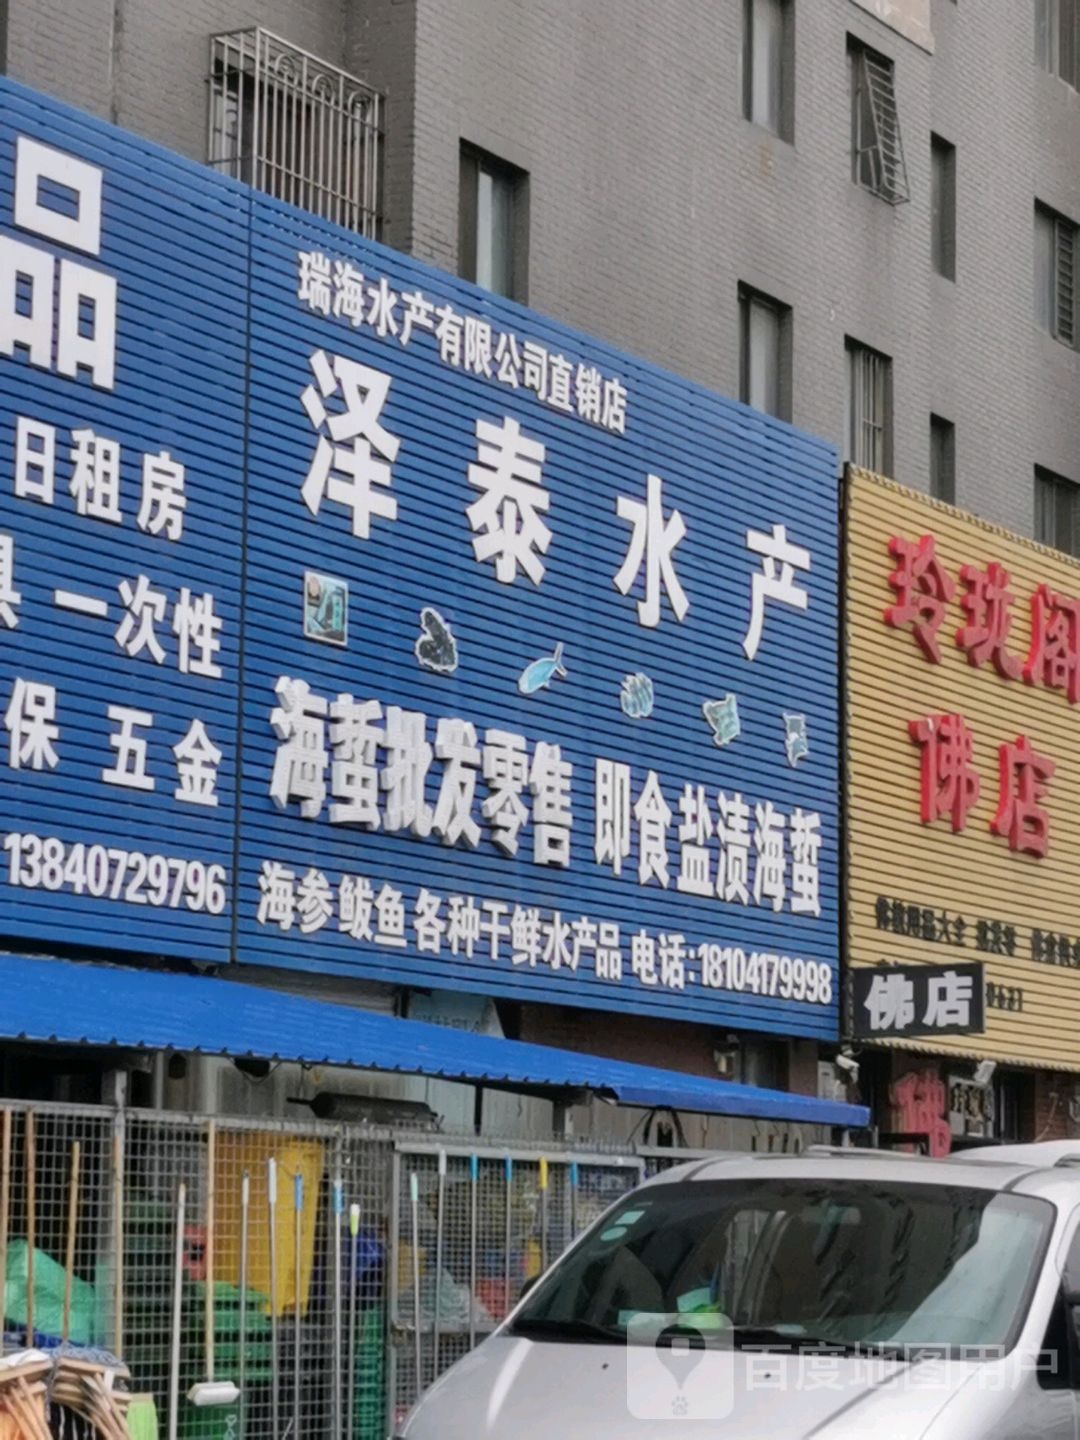 品
日租房
具 一次性
保 五金
13840729796
瑞海水产有限公司直销店
泽泰水产
海蜇批发零售 即食盐渍海蜇
海参 鲅鱼 各种干鲜水产品 电话:18104179998
玲珑阁
佛店
佛店
佛
百度地图用户